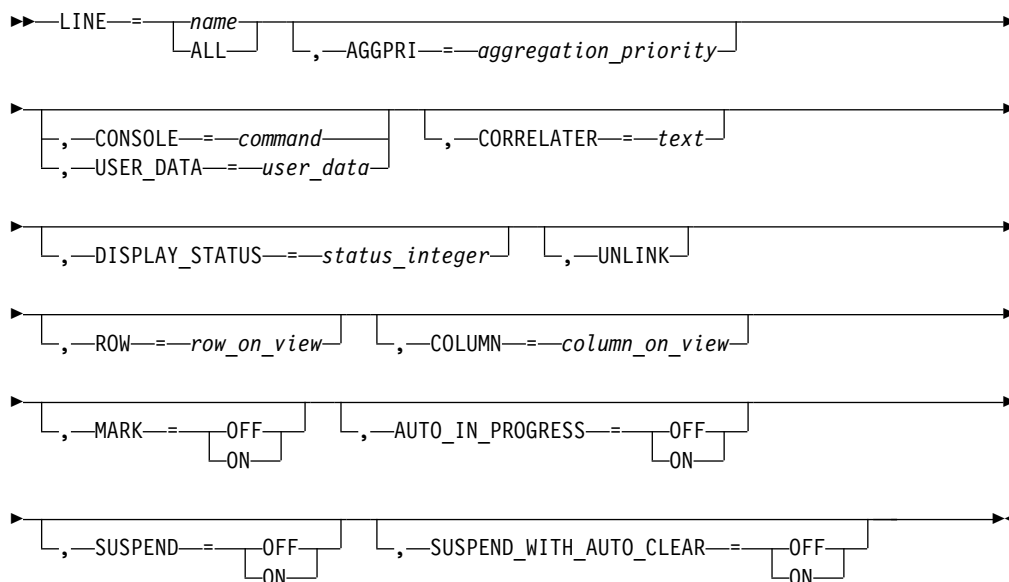 LINE = name , AGGPRI = aggregation_priority
ALL
, CONSOLE = command , CORRELATER = text
, USER_DATA = user_data
, DISPLAY_STATUS = status_integer , UNLINK
, ROW = row_on_view , COLUMN = column_on_view
, MARK = OFF , AUTO_IN_PROGRESS = OFF
ON ON
, SUSPEND = OFF , SUSPEND_WITH_AUTO_CLEAR = OFF
ON ON